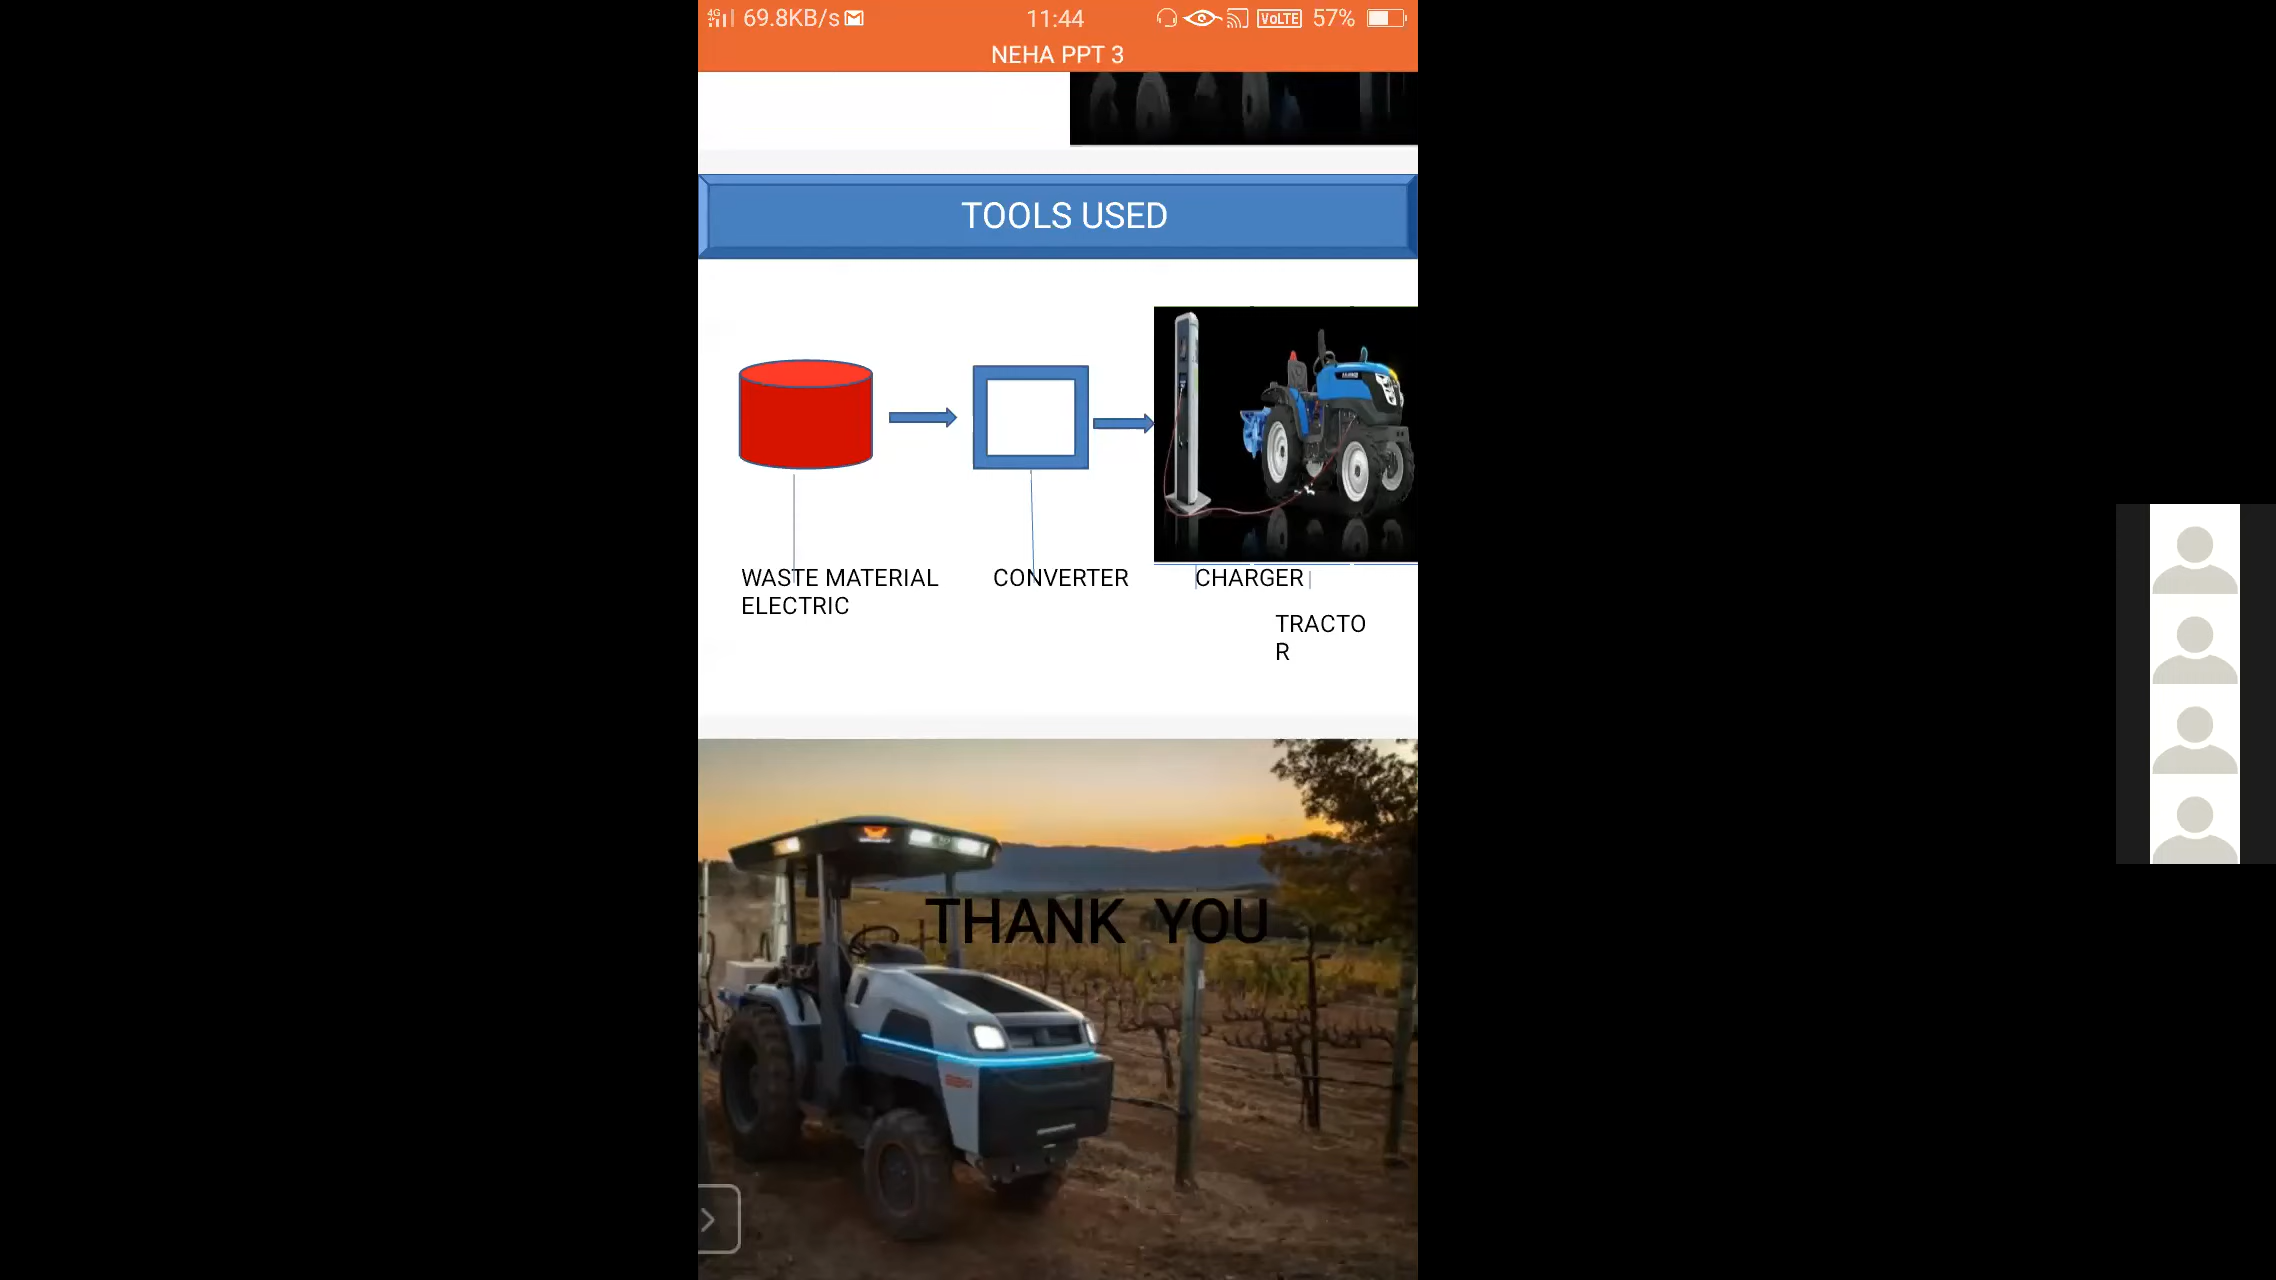 4G 69.8KB/s 11:44 VoLTE 57%
NEHA PPT 3
TOOLS USED
WASTE MATERIAL
ELECTRIC
CONVERTER
CHARGER
TRACTO
R
THANK YOU